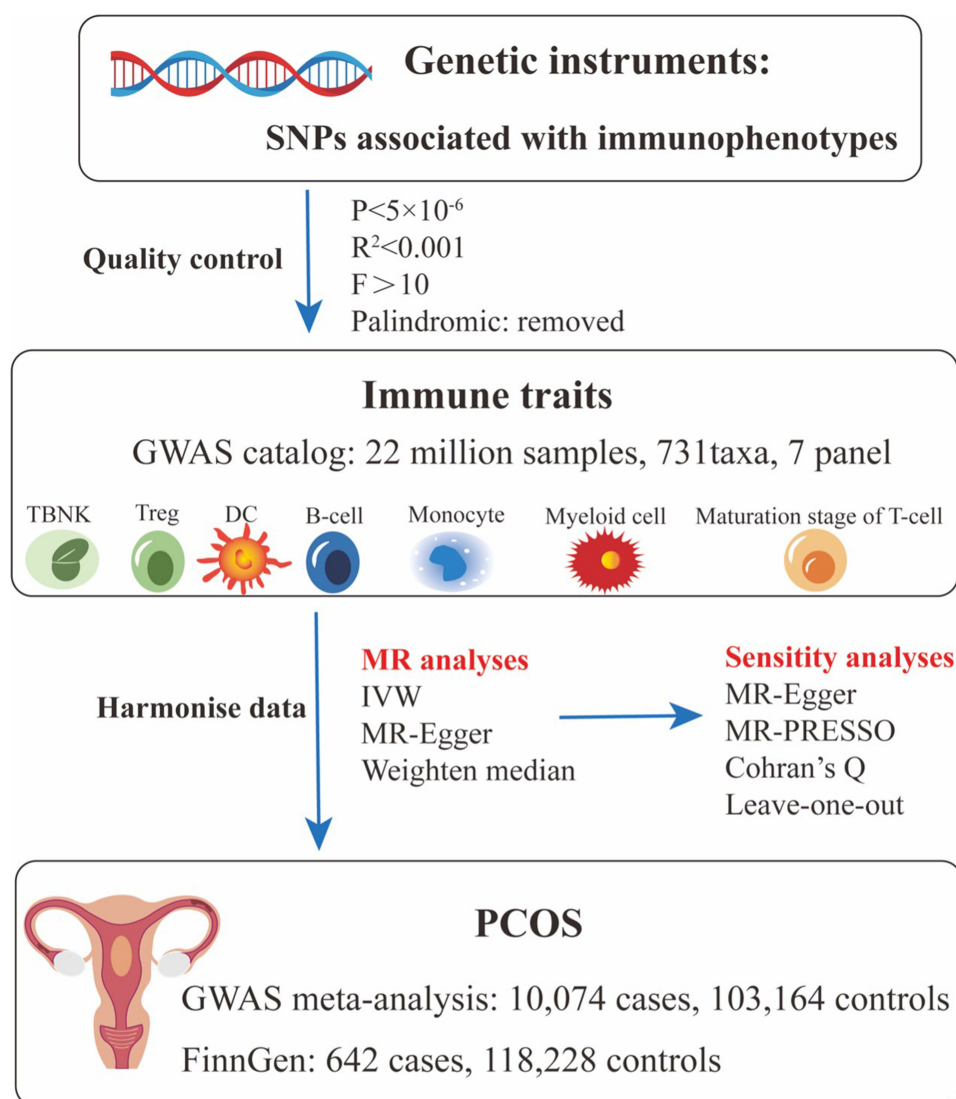 Genetic instruments:
SNPs associated with immunophenotypes
Quality control
P<5×10⁻⁶
R²<0.001
F>10
Palindromic: removed
Immune traits
GWAS catalog: 22 million samples, 731taxa, 7 panel
TBNK Treg DC B-cell Monocyte Myeloid cell Maturation stage of T-cell
Harmonise data
MR analyses
IVW
MR-Egger
Weighten median
Sensitity analyses
MR-Egger
MR-PRESSO
Cohran's Q
Leave-one-out
PCOS
GWAS meta-analysis: 10,074 cases, 103,164 controls
FinnGen: 642 cases, 118,228 controls